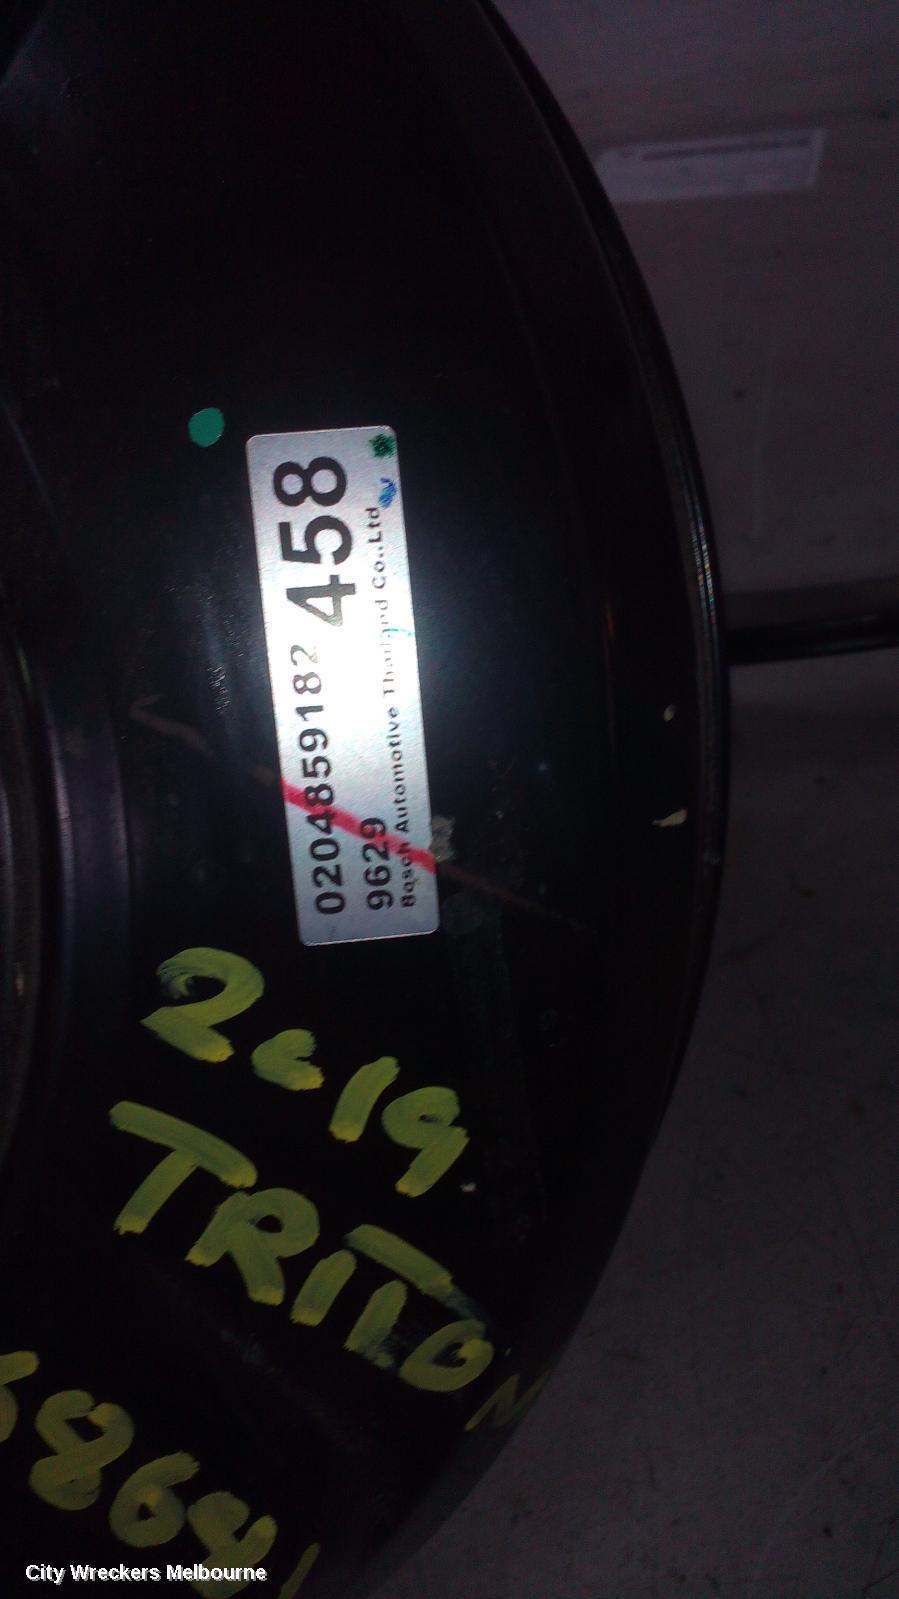 0204859182 458
9629
Bosch Automotive Thailand Co.,Ltd
2019
TRITON
City Wreckers Melbourne